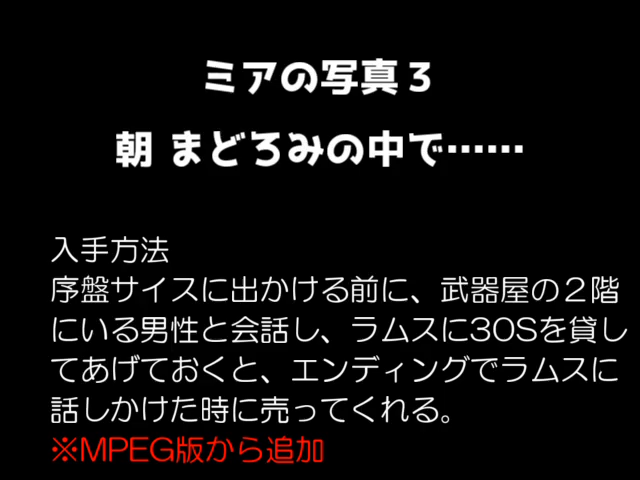 ミアの写真３
朝 まどろみの中で……
入手方法
序盤サイスに出かける前に、武器屋の２階
にいる男性と会話し、ラムスに30Sを貸し
てあげておくと、エンディングでラムスに
話しかけた時に売ってくれる。
※MPEG版から追加